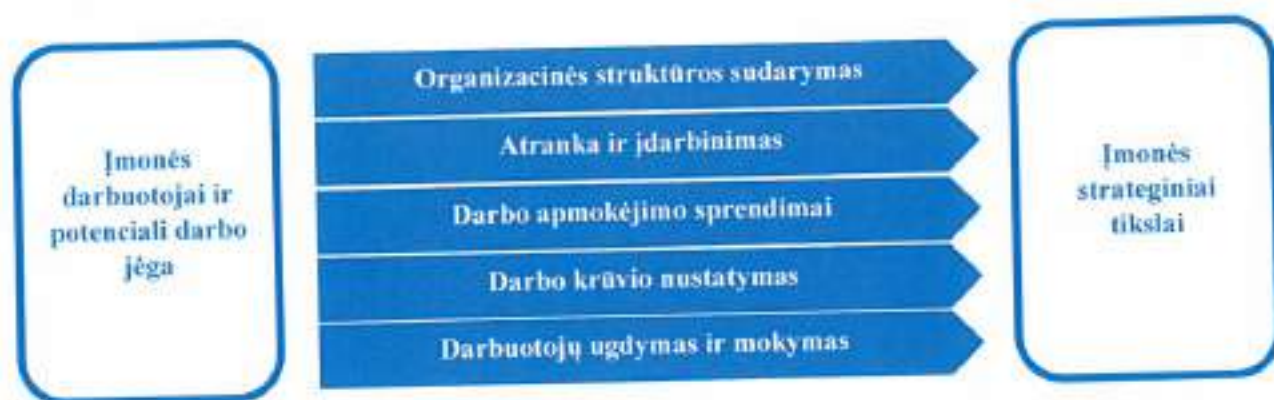 Įmonės
darbuotojai ir
potenciali darbo
jėga
Organizacinės struktūros sudarymas
Atranka ir įdarbinimas
Darbo apmokėjimo sprendimai
Darbo krūvio nustatymas
Darbuotojų ugdymas ir mokymas
Įmonės
strateginiai
tikslai